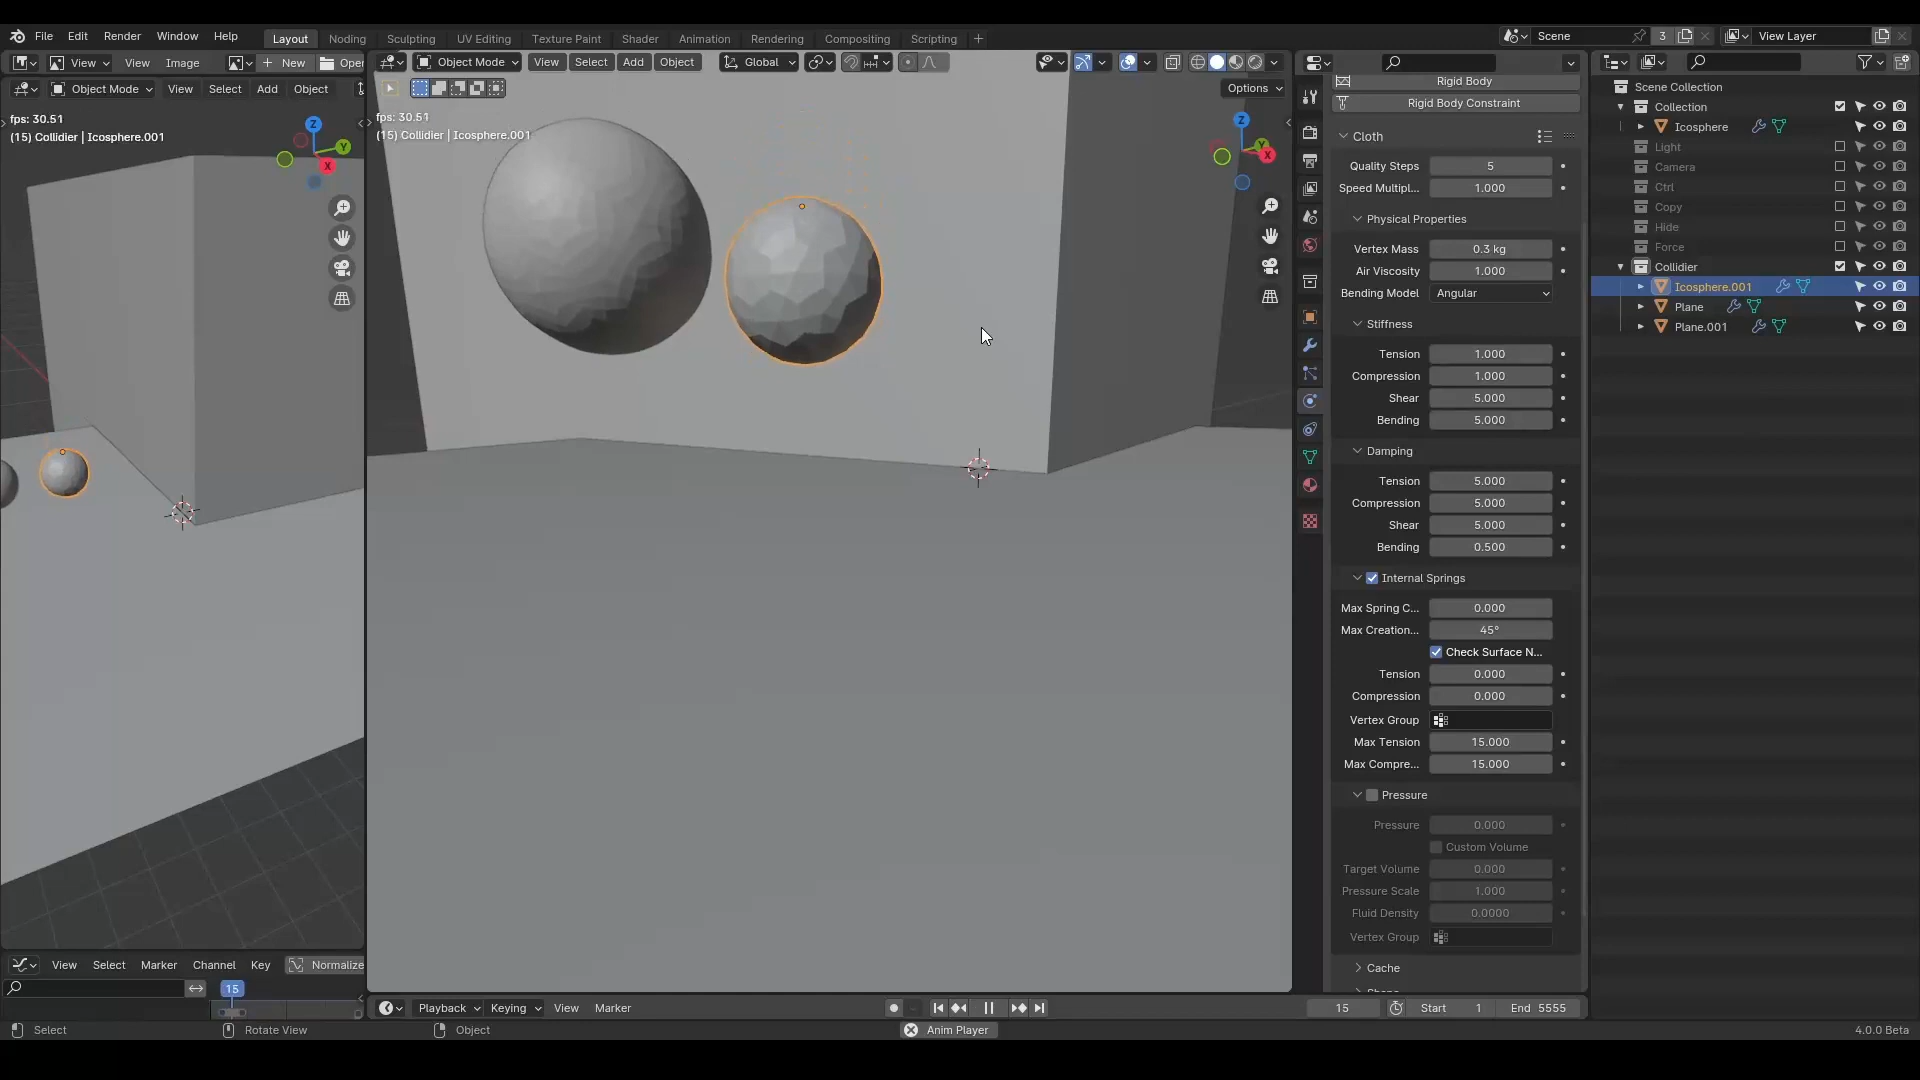 File Edit Render Window Help Layout Noding Sculpting UV Editing Texture Paint Shader Animation Rendering Compositing Scripting + Scene 3 View Layer
View View Image New Open
Object Mode View Select Add Object
fps: 30.51
(15) Collidier | Icosphere.001
Z
Y
X
Object Mode View Select Add Object Global
Options
fps: 30.51
(15) Collidier | Icosphere.001
Z
Y
X
View Select Marker Channel Key Normalize
15
Playback Keying View Marker 15 Start 1 End 5555
Rigid Body
Rigid Body Constraint
Cloth
Quality Steps 5
Speed Multipl... 1.000
Physical Properties
Vertex Mass 0.3 kg
Air Viscosity 1.000
Bending Model Angular
Stiffness
Tension 1.000
Compression 1.000
Shear 5.000
Bending 5.000
Damping
Tension 5.000
Compression 5.000
Shear 5.000
Bending 0.500
Internal Springs
Max Spring C... 0.000
Max Creation... 45°
Check Surface N...
Tension 0.000
Compression 0.000
Vertex Group
Max Tension 15.000
Max Compre... 15.000
Pressure
Pressure 0.000
Custom Volume
Target Volume 0.000
Pressure Scale 1.000
Fluid Density 0.0000
Vertex Group
Cache
Scene Collection
Collection
Icosphere
Light
Camera
Ctrl
Copy
Hide
Force
Collidier
Icosphere.001
Plane
Plane.001
Select Rotate View Object Anim Player 4.0.0 Beta